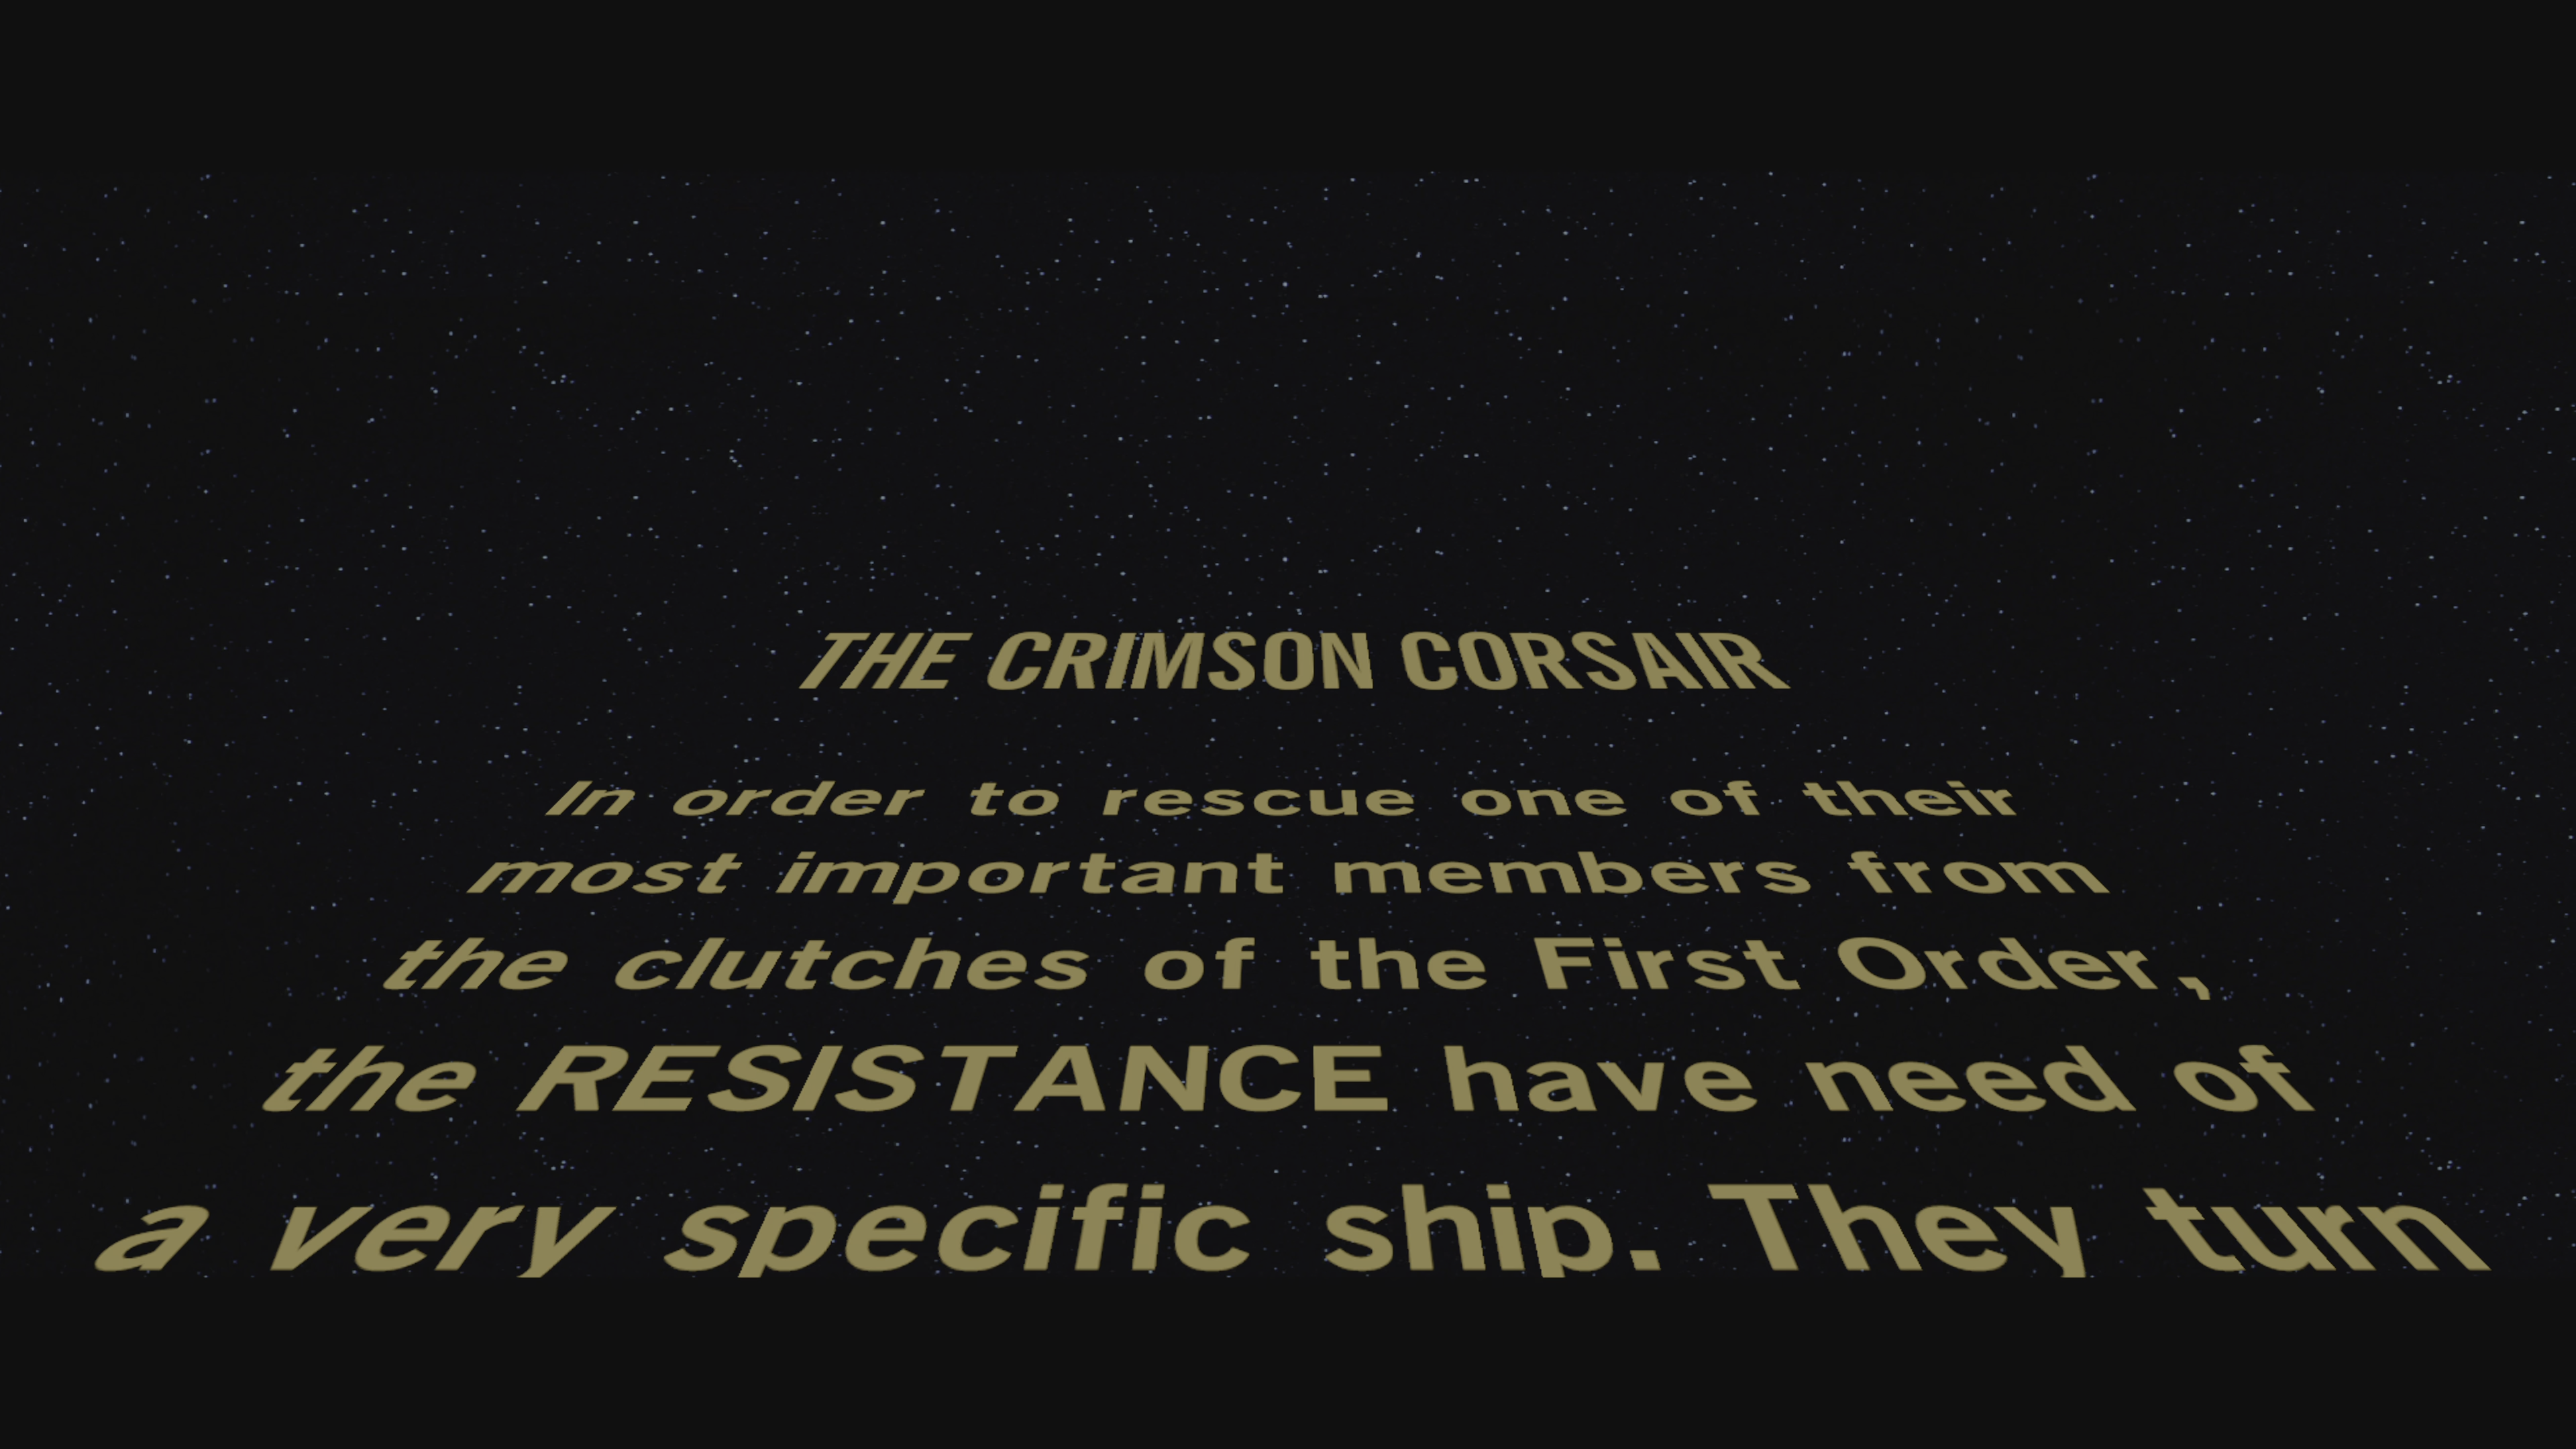 THE CRIMSON CORSAIR
In order to rescue one of their
most important members from
the clutches of the First Order,
the RESISTANCE have need of
a very specific ship. They turn